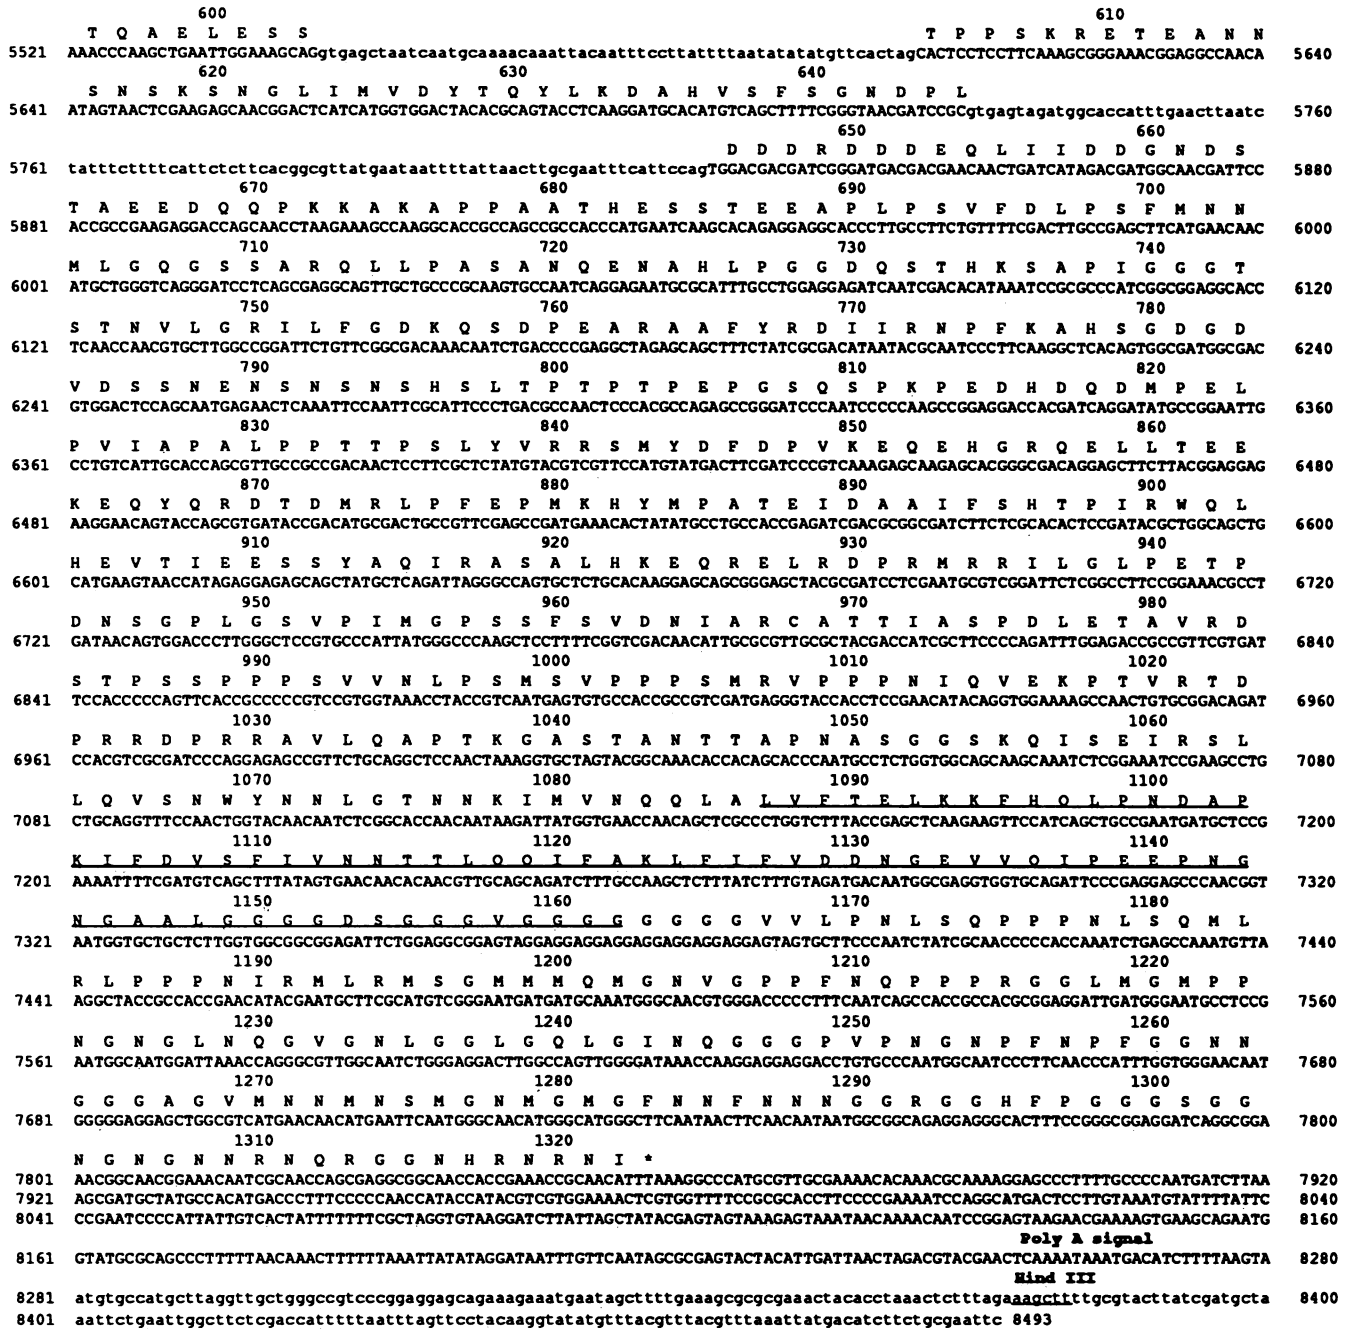 600
T Q A E L E S S T P P S K R E T E A N N
610
5521 AAACCCAAGCTGAATTGGAAAGCAGgtgagctaatcaatgcaaaacaaattacaatttccttattttaatatatatgttcactagCACTCCTCCTTCAAAGCGGGAAACGGAGGCCAACA 5640
620 630 640
S N S K S N G L I M V D Y T Q Y L K D A H V S F S G N D P L
5641 ATAGTAACTCGAAGAGCAACGGACTCATCATGGTGGACTACACGCAGTACCTCAAGGATGCACATGTCAGCTTTTCGGGTAACGATCCGCgtgagtagatggcaccatttgaacttaatc 5760
650 660
D D D R D D D E Q L I I D D G N D S
5761 tatttcttttcattctcttcacggcgttatgaataattttattaacttgcgaatttcattccagTGGACGACGATCGGGATGACGACGAACAACTGATCATAGACGATGGCAACGATTCC 5880
670 680 690 700
T A E E D Q Q P K K A K A P P A A T H E S S T E E A P L P S V F D L P S F M N N
5881 ACCGCCGAAGAGGACCAGCAACCTAAGAAAGCCAAGGCACCGCCAGCCGCCACCCATGAATCAAGCACAGAGGAGGCACCCTTGCCTTCTGTTTTCGACTTGCCGAGCTTCATGAACAAC 6000
710 720 730 740
M L G Q G S S A R Q L L P A S A N Q E N A H L P G G D Q S T H K S A P I G G G T
6001 ATGCTGGGTCAGGGATCCTCAGCGAGGCAGTTGCTGCCCGCAAGTGCCAATCAGGAGAATGCGCATTTGCCTGGAGGAGATCAATCGACACATAAATCCGCGCCCATCGGCGGAGGCACC 6120
750 760 770 780
S T N V L G R I L F G D K Q S D P E A R A A F Y R D I I R N P F K A H S G D G D
6121 TCAACCAACGTGCTTGGCCGGATTCTGTTCGGCGACAAACAATCTGACCCCGAGGCTAGAGCAGCTTTCTATCGCGACATAATACGCAATCCCTTCAAGGCTCACAGTGGCGATGGCGAC 6240
790 800 810 820
V D S S N E N S N S N S H S L T P T P T P E P G S Q S P K P E D H D Q D M P E L
6241 GTGGACTCCAGCAATGAGAACTCAAATTCCAATTCGCATTCCCTGACGCCAACTCCCACGCCAGAGCCGGGATCCCAATCCCCCAAGCCGGAGGACCACGATCAGGATATGCCGGAATTG 6360
830 840 850 860
P V I A P A L P P T T P S L Y V R R S M Y D F D P V K E Q E H G R Q E L L T E E
6361 CCTGTCATTGCACCAGCGTTGCCGCCGACAACTCCTTCGCTCTATGTACGTCGTTCCATGTATGACTTCGATCCCGTCAAAGAGCAAGAGCACGGGCGACAGGAGCTTCTTACGGAGGAG 6480
870 880 890 900
K E Q Y Q R D T D M R L P F E P M K H Y M P A T E I D A A I F S H T P I R W Q L
6481 AAGGAACAGTACCAGCGTGATACCGACATGCGACTGCCGTTCGAGCCGATGAAACACTATATGCCTGCCACCGAGATCGACGCGGCGATCTTCTCGCACACTCCGATACGCTGGCAGCTG 6600
910 920 930 940
H E V T I E E S S Y A Q I R A S A L H K E Q R E L R D P R M R R I L G L P E T P
6601 CATGAAGTAACCATAGAGGAGAGCAGCTATGCTCAGATTAGGGCCAGTGCTCTGCACAAGGAGCAGCGGGAGCTACGCGATCCTCGAATGCGTCGGATTCTCGGCCTTCCGGAAACGCCT 6720
950 960 970 980
D N S G P L G S V P I M G P S S F S V D N I A R C A T T I A S P D L E T A V R D
6721 GATAACAGTGGACCCTTGGGCTCCGTGCCCATTATGGGCCCAAGCTCCTTTTCGGTCGACAACATTGCGCGTTGCGCTACGACCATCGCTTCCCCAGATTTGGAGACCGCCGTTCGTGAT 6840
990 1000 1010 1020
S T P S S P P P S V V N L P S M S V P P P S M R V P P P N I Q V E K P T V R T D
6841 TCCACCCCCAGTTCACCGCCCCCGTCCGTGGTAAACCTACCGTCAATGAGTGTGCCACCGCCGTCGATGAGGGTACCACCTCCGAACATACAGGTGGAAAAGCCAACTGTGCGGACAGAT 6960
1030 1040 1050 1060
P R R D P R R A V L Q A P T K G A S T A N T T A P N A S G G S K Q I S E I R S L
6961 CCACGTCGCGATCCCAGGAGAGCCGTTCTGCAGGCTCCAACTAAAGGTGCTAGTACGGCAAACACCACAGCACCCAATGCCTCTGGTGGCAGCAAGCAAATCTCGGAAATCCGAAGCCTG 7080
1070 1080 1090 1100
L Q V S N W Y N N L G T N N K I M V N Q Q L A L V F T E L K K F H Q L P N D A P
7081 CTGCAGGTTTCCAACTGGTACAACAATCTCGGCACCAACAATAAGATTATGGTGAACCAACAGCTCGCCCTGGTCTTTACCGAGCTCAAGAAGTTCCATCAGCTGCCGAATGATGCTCCG 7200
1110 1120 1130 1140
K I F D V S F I V N N T T L Q Q I F A K L F I F V D D N G E V V Q I P E E P N G
7201 AAAATTTTCGATGTCAGCTTTATAGTGAACAACACAACGTTGCAGCAGATCTTTGCCAAGCTCTTTATCTTTGTAGATGACAATGGCGAGGTGGTGCAGATTCCCGAGGAGCCCAACGGT 7320
1150 1160 1170 1180
N G A A L G G G G D S G G G V G G G G G G G G V V L P N L S Q P P P N L S Q M L
7321 AATGGTGCTGCTCTTGGTGGCGGCGGAGATTCTGGAGGCGGAGTAGGAGGAGGAGGAGGAGGAGGAGGAGTAGTGCTTCCCAATCTATCGCAACCCCCACCAAATCTGAGCCAAATGTTA 7440
1190 1200 1210 1220
R L P P P N I R M L R M S G M M M Q M G N V G P P F N Q P P P R G G L M G M P P
7441 AGGCTACCGCCACCGAACATACGAATGCTTCGCATGTCGGGAATGATGATGCAAATGGGCAACGTGGGACCCCCTTTCAATCAGCCACCGCCACGCGGAGGATTGATGGGAATGCCTCCG 7560
1230 1240 1250 1260
N G N G L N Q G V G N L G G L G Q L G I N Q G G G P V P N G N P F N P F G G N N
7561 AATGGCAATGGATTAAACCAGGGCGTTGGCAATCTGGGAGGACTTGGCCAGTTGGGGATAAACCAAGGAGGAGGACCTGTGCCCAATGGCAATCCCTTCAACCCATTTGGTGGGAACAAT 7680
1270 1280 1290 1300
G G G A G V M N N M N S M G N M G M G F N N F N N N G G R G G H F P G G G S G G
7681 GGGGGAGGAGCTGGCGTCATGAACAACATGAATTCAATGGGCAACATGGGCATGGGCTTCAATAACTTCAACAATAATGGCGGCAGAGGAGGGCACTTTCCGGGCGGAGGATCAGGCGGA 7800
1310 1320
N G N G N N R N Q R G G N H R N R N I *
7801 AACGGCAACGGAAACAATCGCAACCAGCGAGGCGGCAACCACCGAAACCGCAACATTTAAAGGCCCATGCGTTGCGAAAACACAAACGCAAAAGGAGCCCTTTTGCCCCAATGATCTTAA 7920
7921 AGCGATGCTATGCCACATGACCCTTTCCCCCAACCATACCATACGTCGTGGAAAACTCGTGGTTTTCCGCGCACCTTCCCCGAAAATCCAGGCATGACTCCTTGTAAATGTATTTTATTC 8040
8041 CCGAATCCCCATTATTGTCACTATTTTTTTCGCTAGGTGTAAGGATCTTATTAGCTATACGAGTAGTAAAGAGTAAATAACAAAACAATCCGGAGTAAGAACGAAAAGTGAAGCAGAATG 8160
Poly A signal
8161 GTATGCGCAGCCCTTTTTAACAAACTTTTTTAAATTATATAGGATAATTTGTTCAATAGCGCGAGTACTACATTGATTAACTAGACGTACGAACTCAAAATAAATGACATCTTTTAAGTA 8280
Hind III
8281 atgtgccatgcttaggttgctgggccgtcccggaggagcagaaagaaatgaatagcttttgaaagcgcgcgaaactacacctaaactctttagaaagcttttgcgtacttatcgatgcta 8400
8401 aattctgaattggcttctcgaccatttttaatttagttcctacaaggtatatgtttacgtttacgtttaaattatgacatcttctgcgaattc 8493